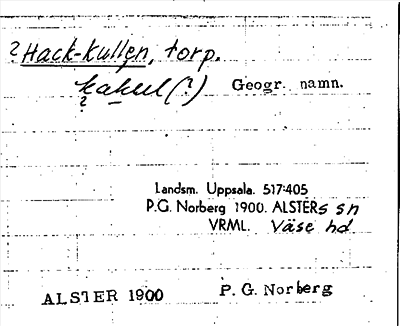 ? Hack-Kullen, torp.
kakul(?) Geogr. namn.
?
Landsm. Uppsala. 517:405
P.G. Norberg 1900. ALSTERs sn
VRML. Väse hd
ALSTER 1900 P. G. Norberg